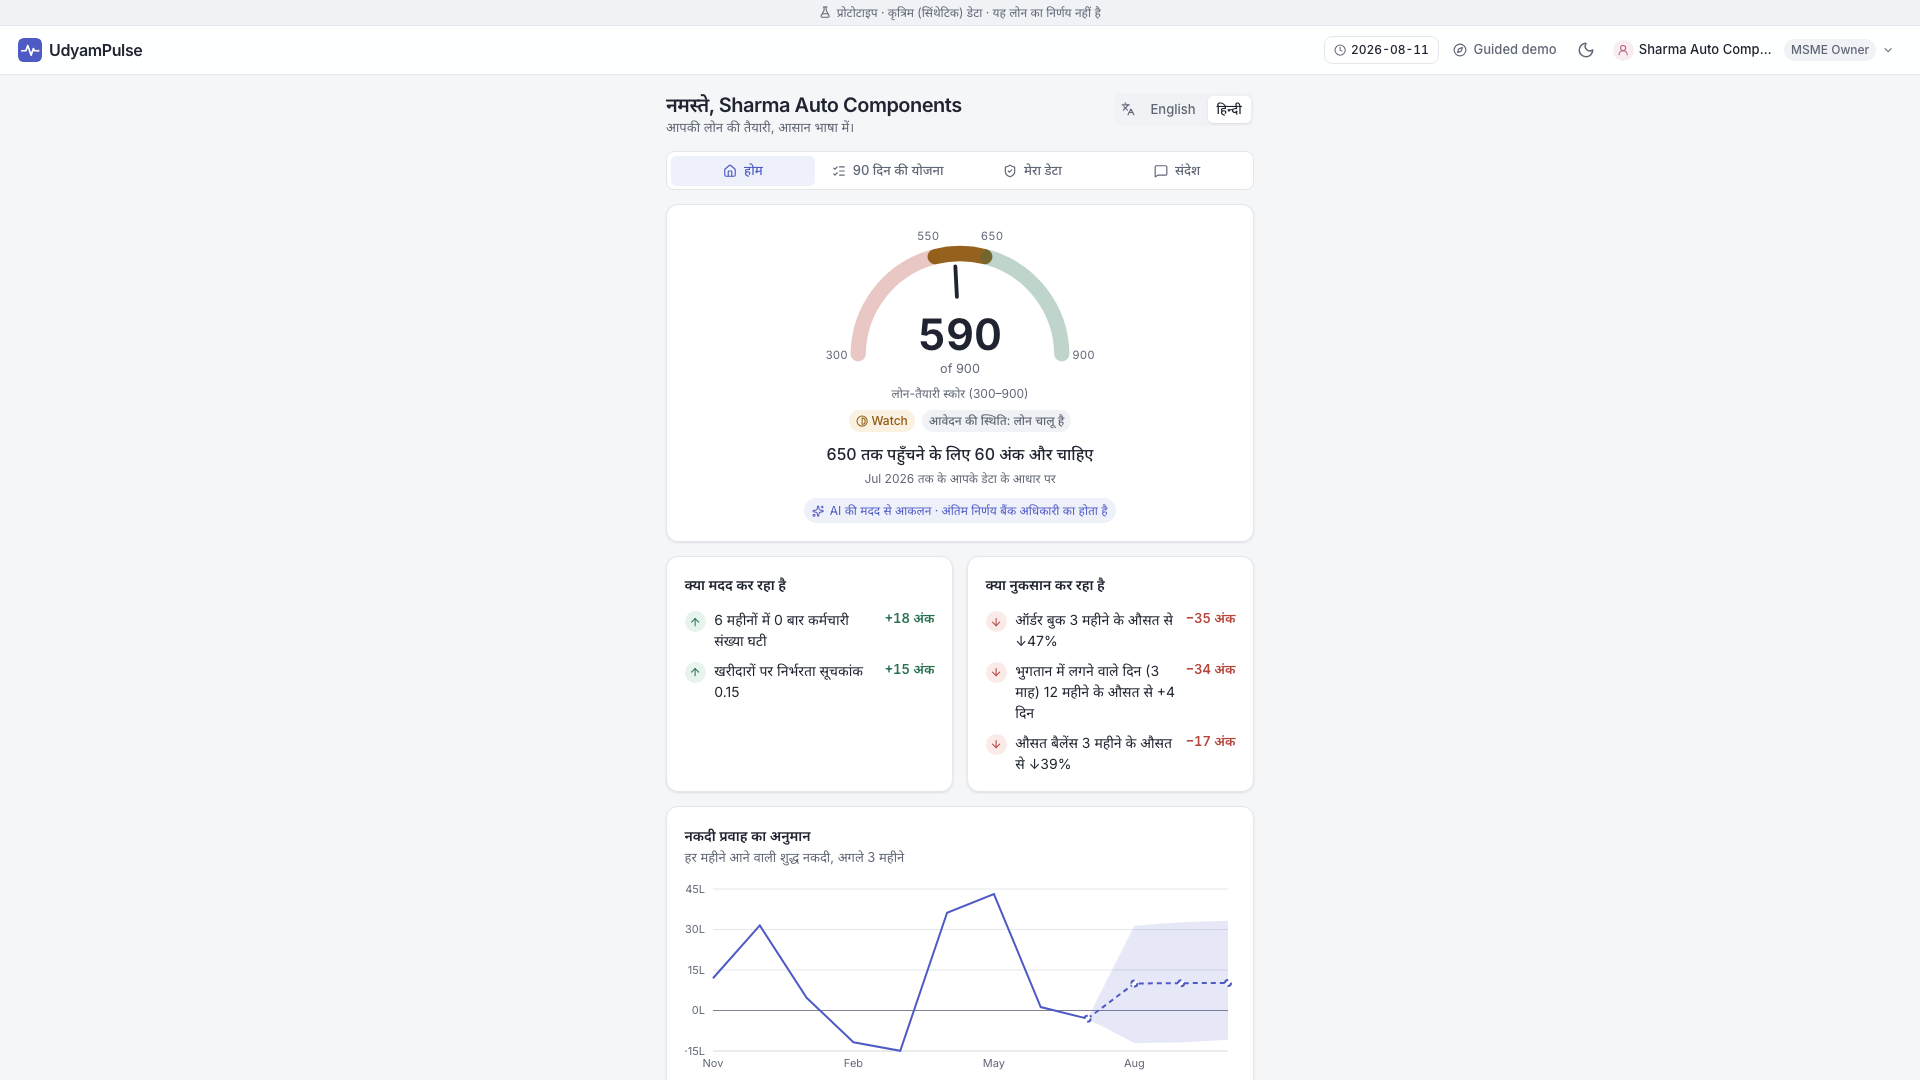 प्रोटोटाइप · कृत्रिम (सिंथेटिक) डेटा · यह लोन का निर्णय नहीं है
UdyamPulse
2026-08-11
Guided demo
Sharma Auto Comp...
MSME Owner
नमस्ते, Sharma Auto Components
आपकी लोन की तैयारी, आसान भाषा में।
English
हिन्दी
होम
90 दिन की योजना
मेरा डेटा
संदेश
550
650
300
590
900
of 900
लोन-तैयारी स्कोर (300–900)
Watch
आवेदन की स्थिति: लोन चालू है
650 तक पहुँचने के लिए 60 अंक और चाहिए
Jul 2026 तक के आपके डेटा के आधार पर
AI की मदद से आकलन · अंतिम निर्णय बैंक अधिकारी का होता है
क्या मदद कर रहा है
6 महीनों में 0 बार कर्मचारी
संख्या घटी
+18 अंक
खरीदारों पर निर्भरता सूचकांक
0.15
+15 अंक
क्या नुकसान कर रहा है
ऑर्डर बुक 3 महीने के औसत से
↓47%
−35 अंक
भुगतान में लगने वाले दिन (3
माह) 12 महीने के औसत से +4
दिन
−34 अंक
औसत बैलेंस 3 महीने के औसत
से ↓39%
−17 अंक
नकदी प्रवाह का अनुमान
हर महीने आने वाली शुद्ध नकदी, अगले 3 महीने
45L
30L
15L
0L
-15L
Nov
Feb
May
Aug